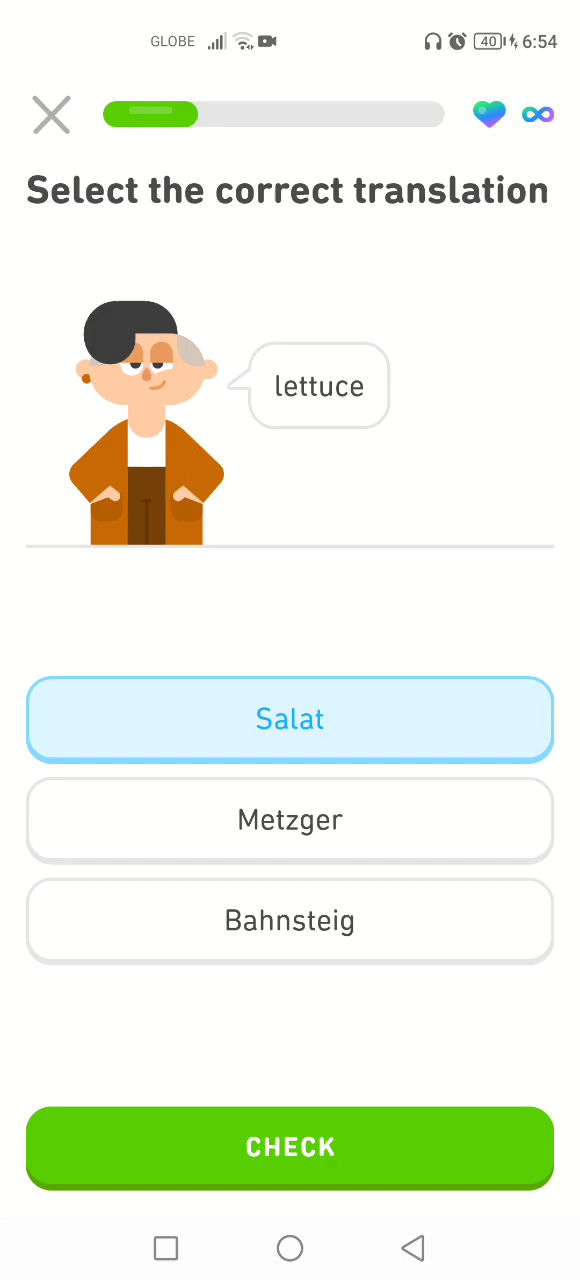 GLOBE 40 6:54
Select the correct translation
lettuce
Salat
Metzger
Bahnsteig
CHECK